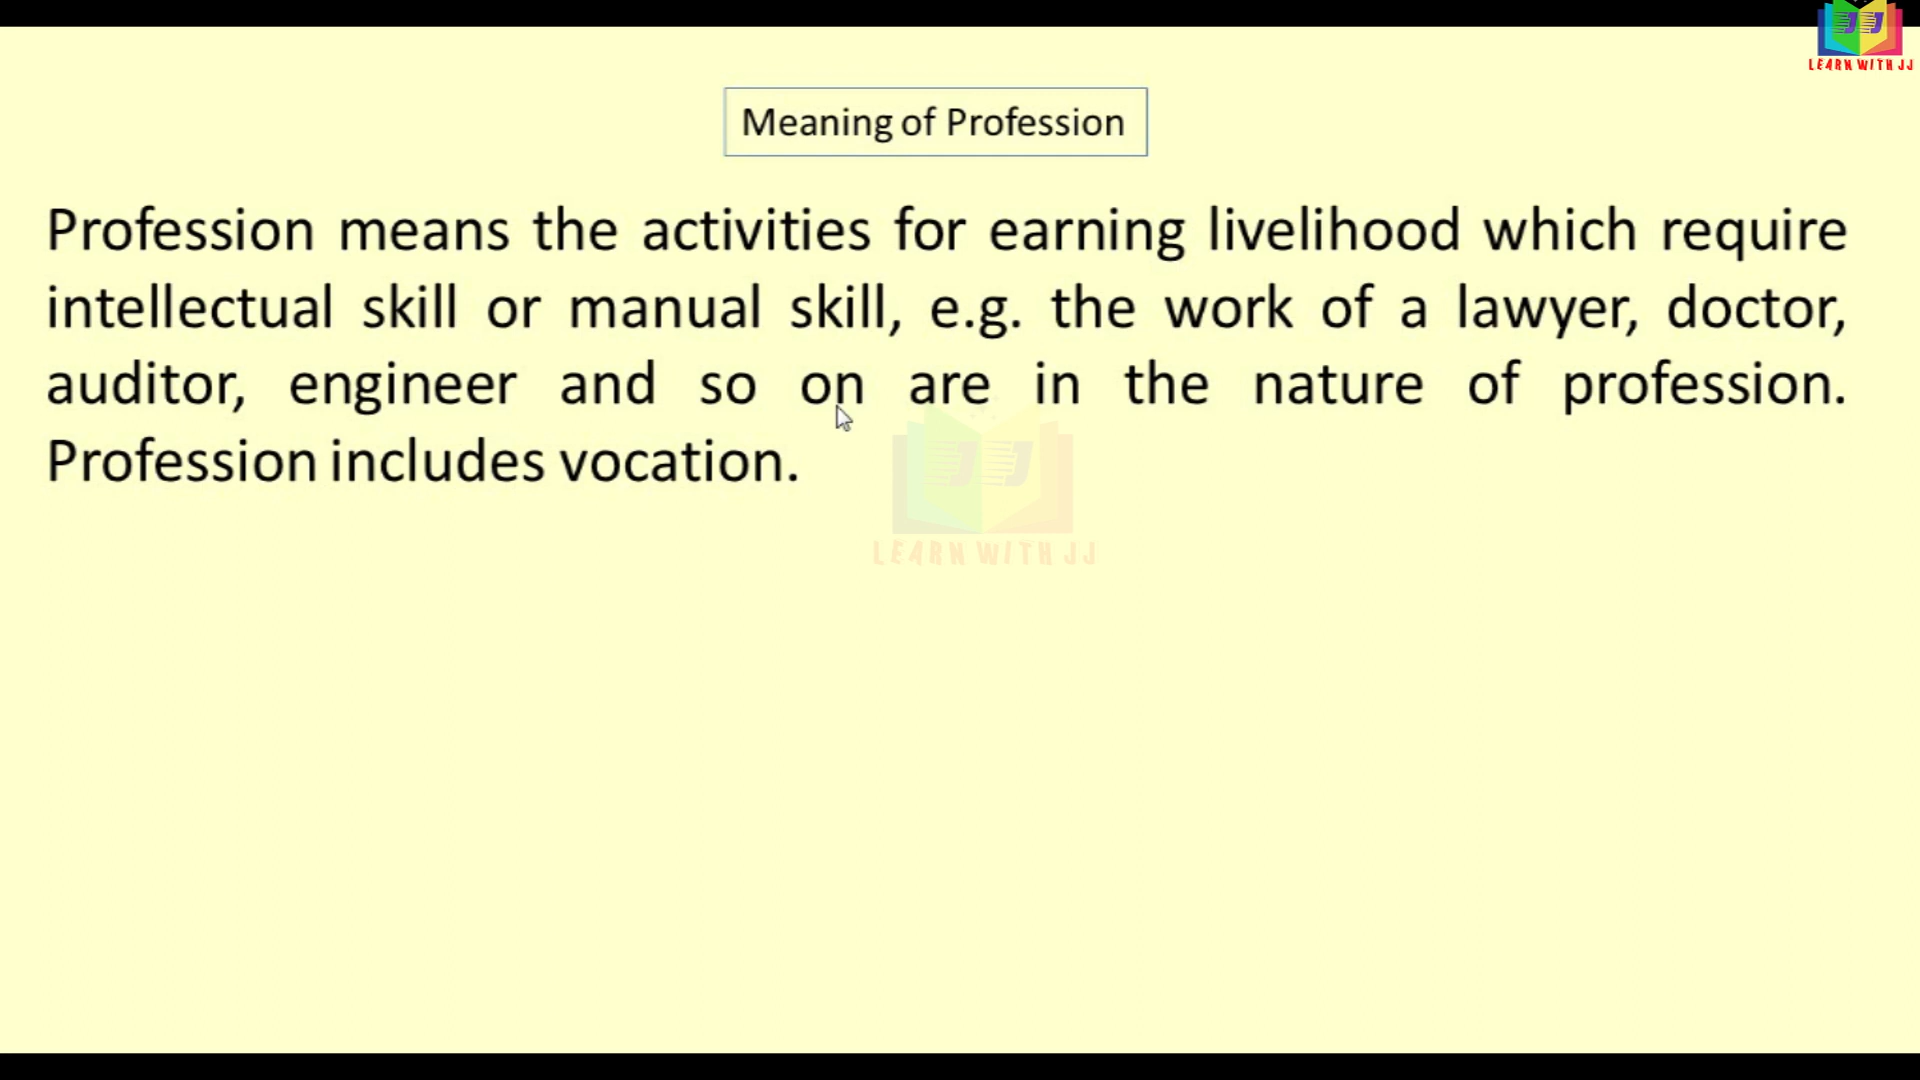 LEARN WITH JJ
Meaning of Profession
Profession means the activities for earning livelihood which require
intellectual skill or manual skill, e.g. the work of a lawyer, doctor,
auditor, engineer and so on are in the nature of profession.
Profession includes vocation.
LEARN WITH JJ